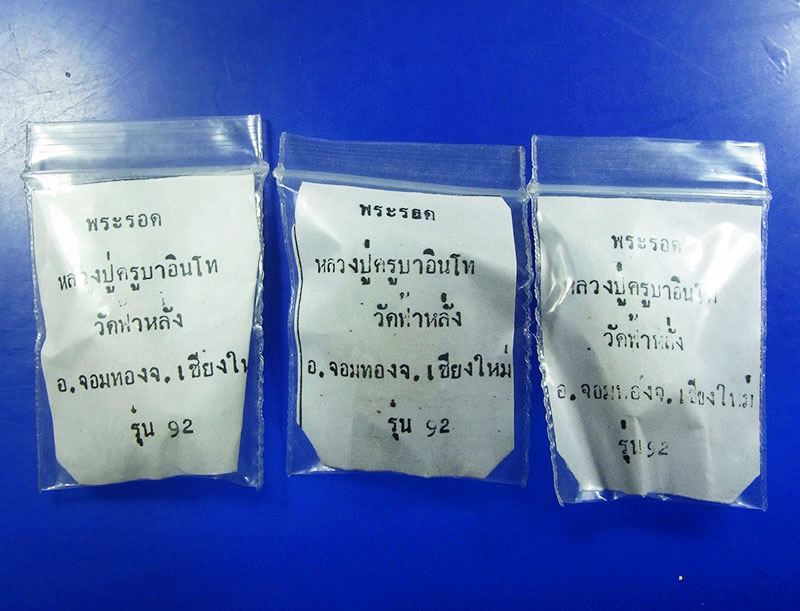 พระรอด
หลวงปู่ครูบาอินโท
วัดฟ้าหลั่ง
อ.จอมทองจ.เชียงให
รุ่น 92
พระรอด
หลวงปู่ครูบาอินโท
วัดฟ้าหลั่ง
อ.จอมทองจ.เชียงใหม่
รุ่น 92
พระรอด
หลวงปู่ครูบาอินโท
วัดฟ้าหลั่ง
อ.จอมทองจ.เชียงใหม่
รุ่น 92